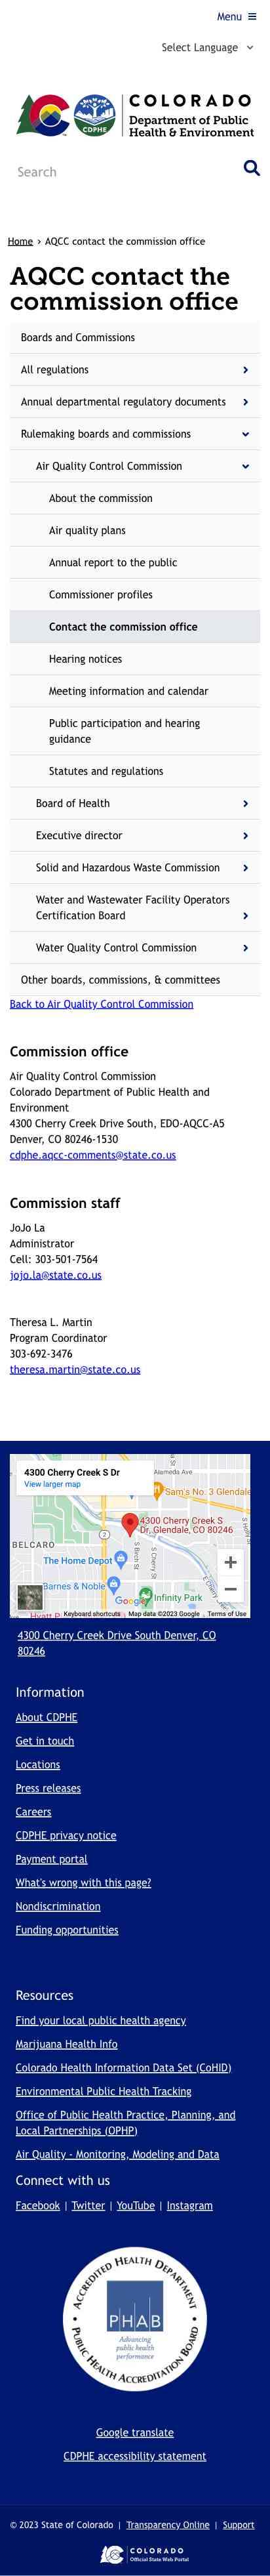 Menu
Select Language
COLORADO
Department of Public
Health & Environment
CDPHE
Search
Home > AQCC contact the commission office
AQCC contact the
commission office
Boards and Commissions
All regulations
Annual departmental regulatory documents
Rulemaking boards and commissions
Air Quality Control Commission
About the commission
Air quality plans
Annual report to the public
Commissioner profiles
Contact the commission office
Hearing notices
Meeting information and calendar
Public participation and hearing
guidance
Statutes and regulations
Board of Health
Executive director
Solid and Hazardous Waste Commission
Water and Wastewater Facility Operators
Certification Board
Water Quality Control Commission
Other boards, commissions, & committees
Back to Air Quality Control Commission
Commission office
Air Quality Control Commission
Colorado Department of Public Health and
Environment
4300 Cherry Creek Drive South, EDO-AQCC-A5
Denver, CO 80246-1530
cdphe.aqcc-comments@state.co.us
Commission staff
JoJo La
Administrator
Cell: 303-501-7564
jojo.la@state.co.us
Theresa L. Martin
Program Coordinator
303-692-3476
theresa.martin@state.co.us
4300 Cherry Creek S Dr
View larger map
Alameda Ave
Sam's No. 3 Glendale
4300 Cherry Creek S
Dr, Glendale, CO 80246
BELCARO
The Home Depot
Barnes & Noble
S Cherry St
Infinity Park
Hyatt P
Google
Keyboard shortcuts
Map data ©2023 Google
Terms of Use
4300 Cherry Creek Drive South Denver, CO
80246
Information
About CDPHE
Get in touch
Locations
Press releases
Careers
CDPHE privacy notice
Payment portal
What's wrong with this page?
Nondiscrimination
Funding opportunities
Resources
Find your local public health agency
Marijuana Health Info
Colorado Health Information Data Set (CoHID)
Environmental Public Health Tracking
Office of Public Health Practice, Planning, and
Local Partnerships (OPHP)
Air Quality - Monitoring, Modeling and Data
Connect with us
Facebook | Twitter | YouTube | Instagram
ACCREDITED HEALTH DEPARTMENT
PHAB
Advancing
public health
performance
PUBLIC HEALTH ACCREDITATION BOARD
Google translate
CDPHE accessibility statement
© 2023 State of Colorado | Transparency Online | Support
COLORADO
Official State Web Portal